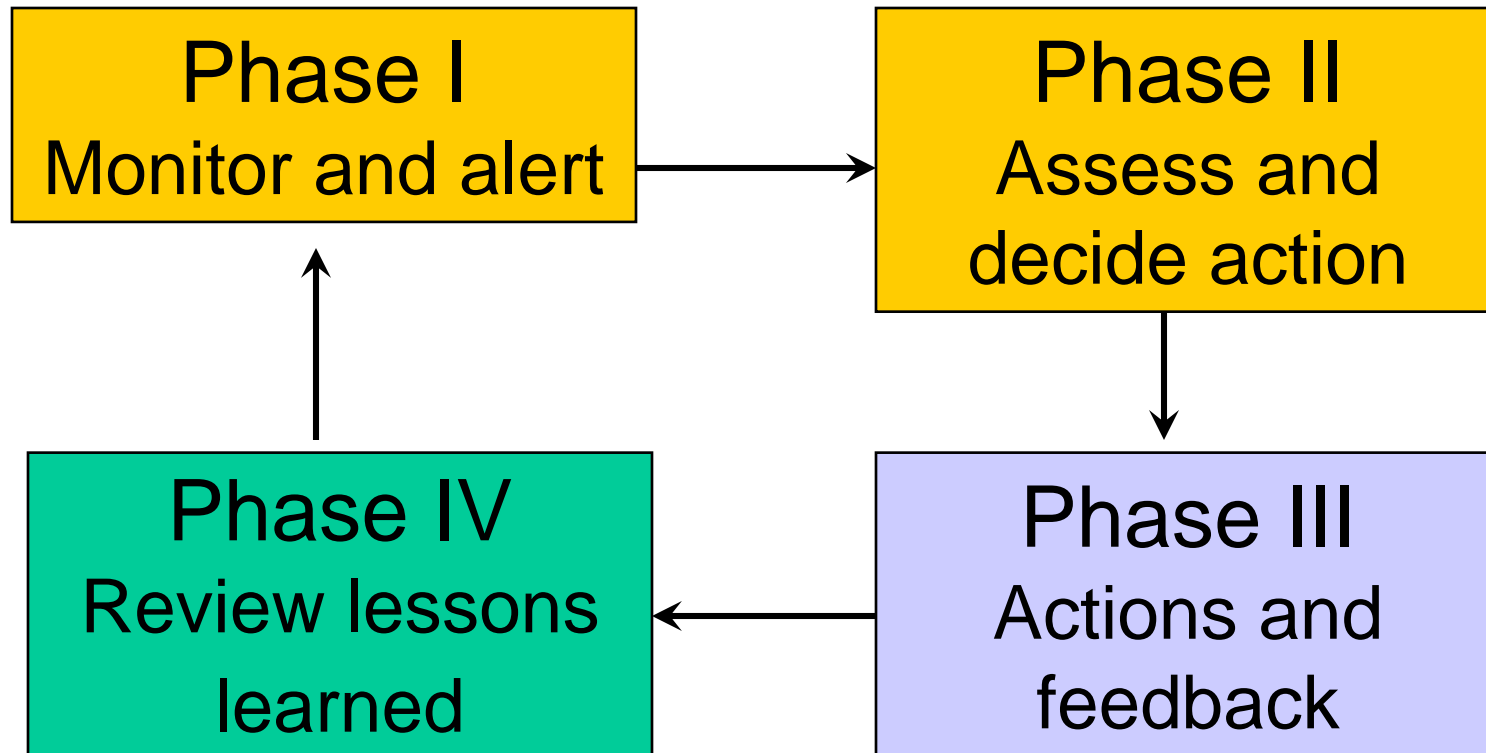 Phase I
Monitor and alert
Phase II
Assess and
decide action
Phase III
Actions and
feedback
Phase IV
Review lessons
learned